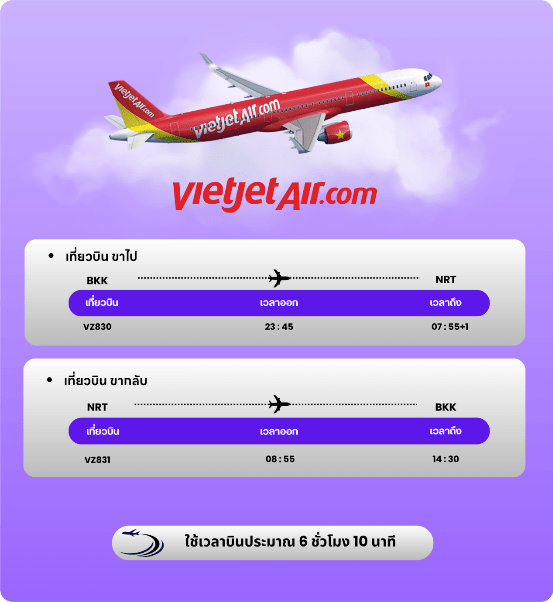 vietjetAir.com
vietjetAir.com
vietjetAir.com
• เที่ยวบิน ขาไป
BKK NRT
เที่ยวบิน เวลาออก เวลาถึง
VZ830 23 : 45 07 : 55+1
• เที่ยวบิน ขากลับ
NRT BKK
เที่ยวบิน เวลาออก เวลาถึง
VZ831 08 : 55 14 : 30
ใช้เวลาบินประมาณ 6 ชั่วโมง 10 นาที